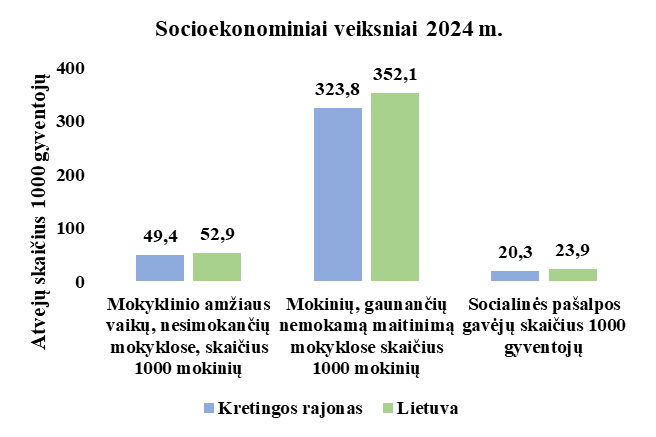 Socioekonominiai veiksniai 2024 m.
Atvejų skaičius 1000 gyventojų
400
300
200
100
0
49,4
52,9
323,8
352,1
20,3
23,9
Mokyklinio amžiaus
vaikų, nesimokančių
mokyklose, skaičius
1000 mokinių
Mokinių, gaunančių
nemokamą maitinimą
mokyklose skaičius
1000 mokinių
Socialinės pašalpos
gavėjų skaičius 1000
gyventojų
Kretingos rajonas
Lietuva